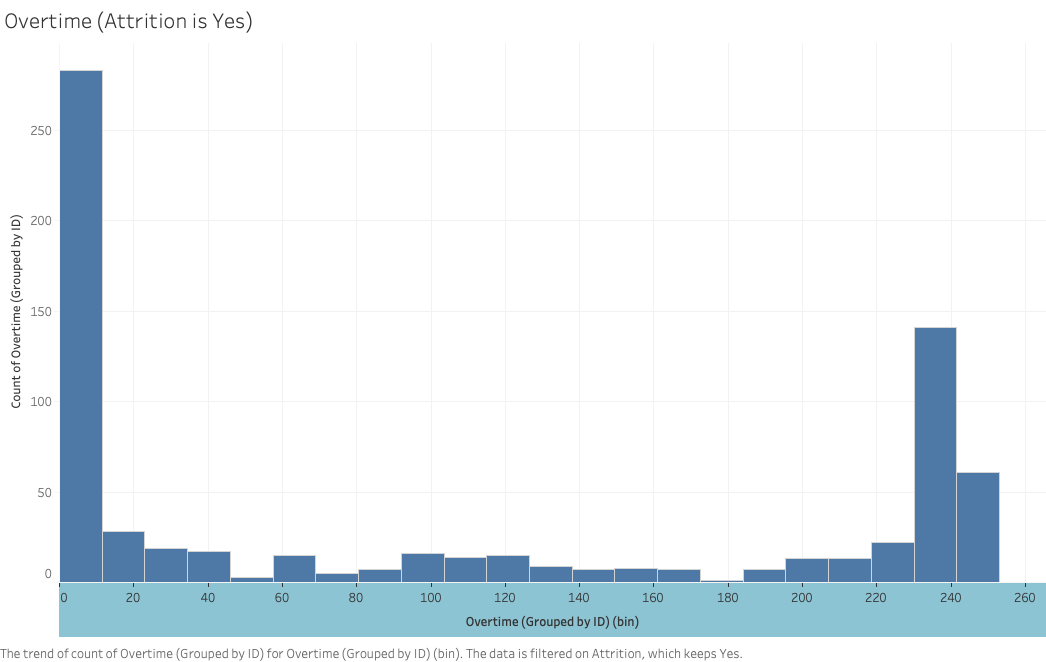 Overtime (Attrition is Yes)
Count of Overtime (Grouped by ID)
250
200
150
100
50
0
0 20 40 60 80 100 120 140 160 180 200 220 240 260
Overtime (Grouped by ID) (bin)
The trend of count of Overtime (Grouped by ID) for Overtime (Grouped by ID) (bin). The data is filtered on Attrition, which keeps Yes.